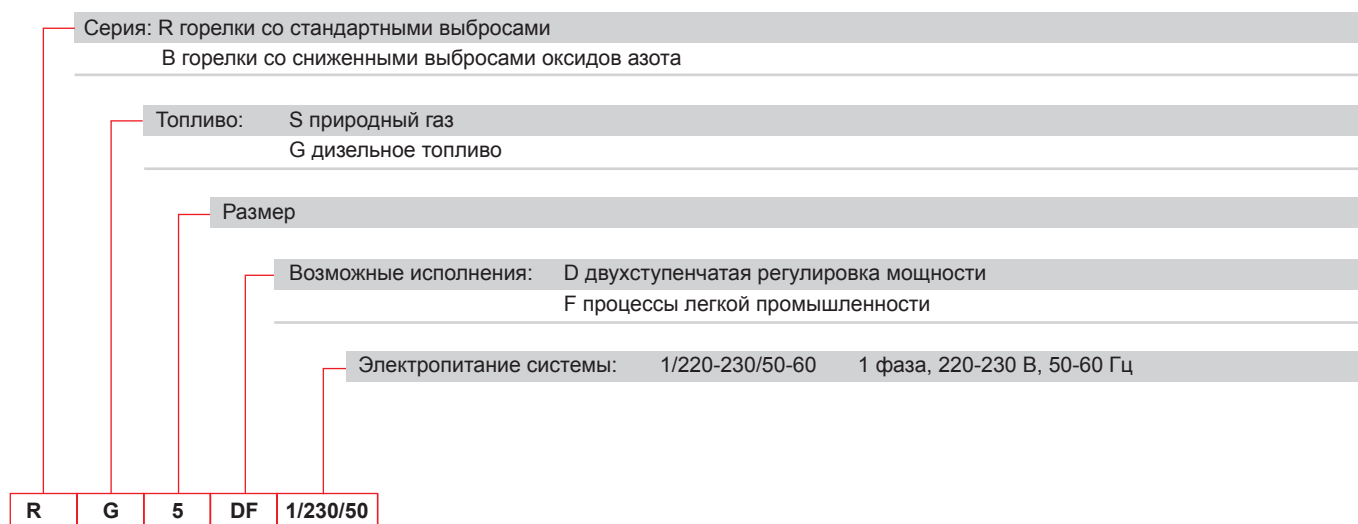 Серия: R горелки со стандартными выбросами
B горелки со сниженными выбросами оксидов азота
Топливо: S природный газ
G дизельное топливо
Размер
Возможные исполнения: D двухступенчатая регулировка мощности
F процессы легкой промышленности
Электропитание системы: 1/220-230/50-60 1 фаза, 220-230 В, 50-60 Гц
R G 5 DF 1/230/50